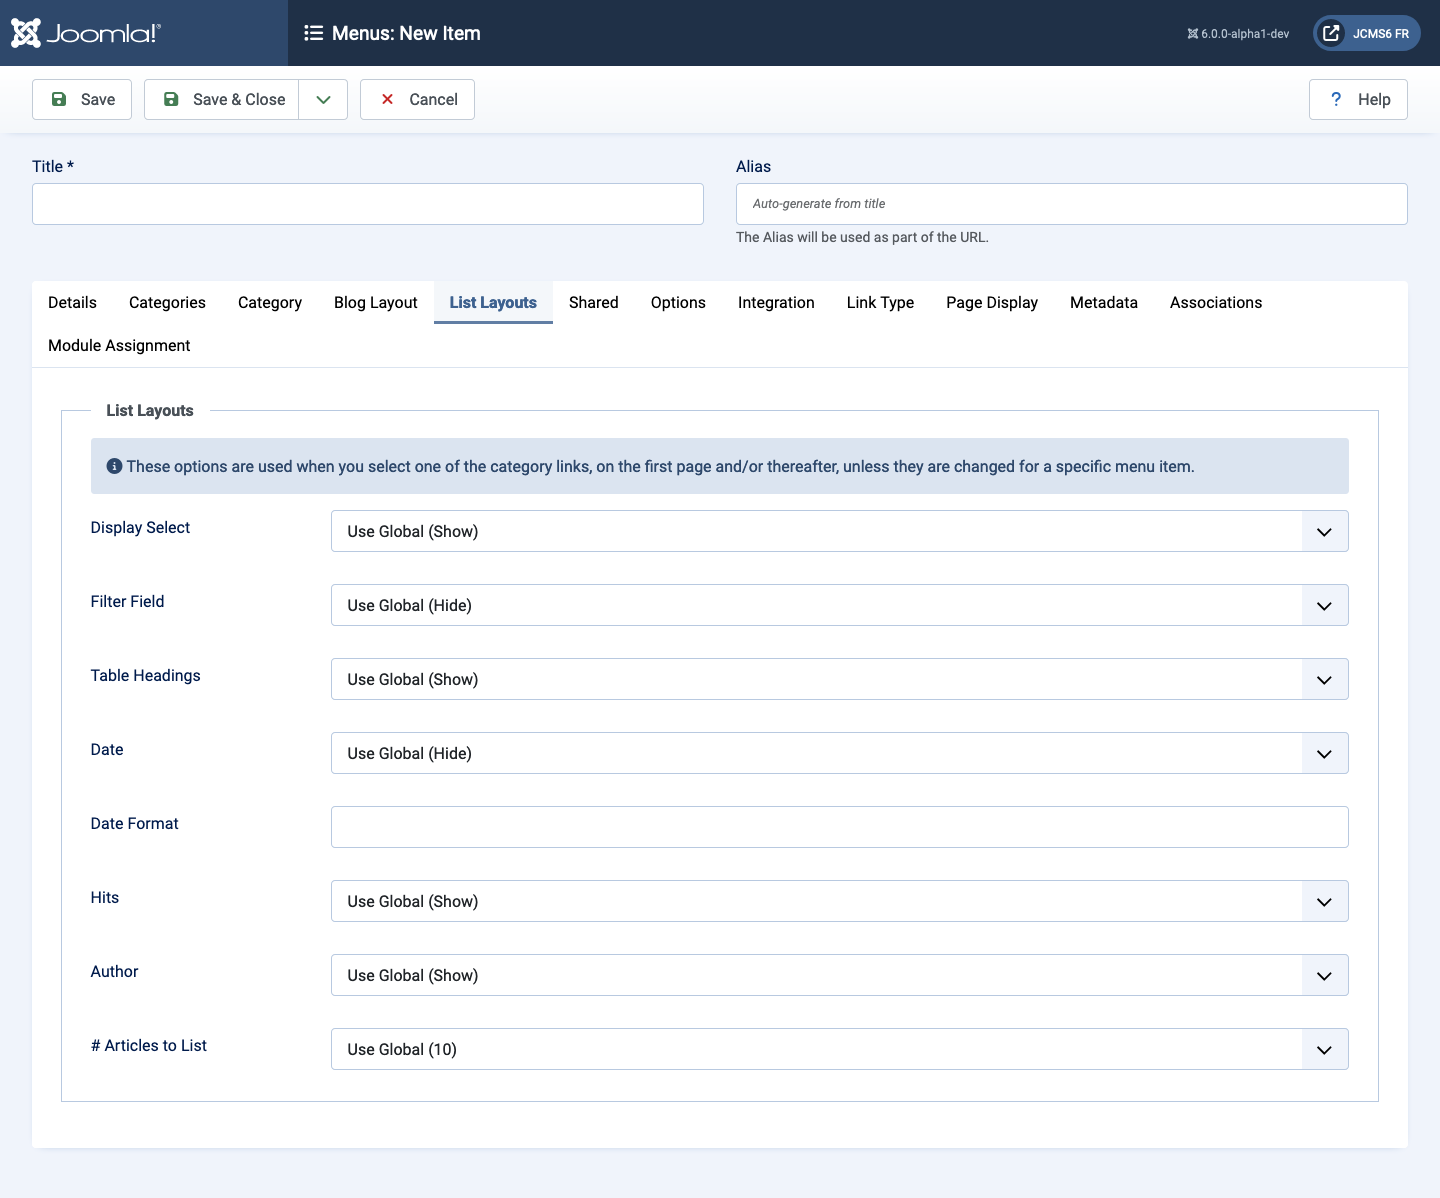 Joomla!®
Menus: New Item
6.0.0-alpha1-dev
JCMS6 FR
Save
Save & Close
Cancel
? Help
Title *
Alias
Auto-generate from title
The Alias will be used as part of the URL.
Details Categories Category Blog Layout List Layouts Shared Options Integration Link Type Page Display Metadata Associations
Module Assignment
List Layouts
These options are used when you select one of the category links, on the first page and/or thereafter, unless they are changed for a specific menu item.
Display Select
Use Global (Show)
Filter Field
Use Global (Hide)
Table Headings
Use Global (Show)
Date
Use Global (Hide)
Date Format
Hits
Use Global (Show)
Author
Use Global (Show)
# Articles to List
Use Global (10)